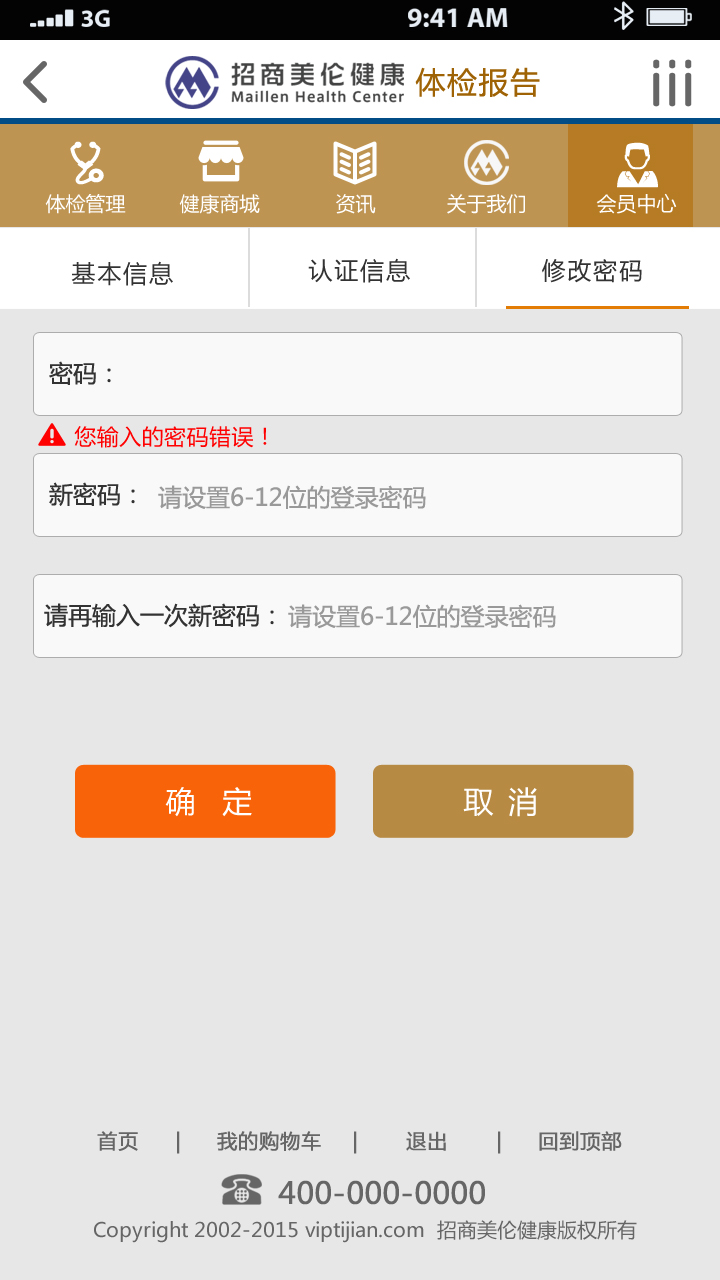 3G 9:41 AM
招商美伦健康 体检报告
Maillen Health Center
体检管理 健康商城 资讯 关于我们 会员中心
基本信息 认证信息 修改密码
密码：
您输入的密码错误！
新密码： 请设置6-12位的登录密码
请再输入一次新密码： 请设置6-12位的登录密码
确 定 取 消
首页 | 我的购物车 | 退出 | 回到顶部
400-000-0000
Copyright 2002-2015 viptijian.com 招商美伦健康版权所有